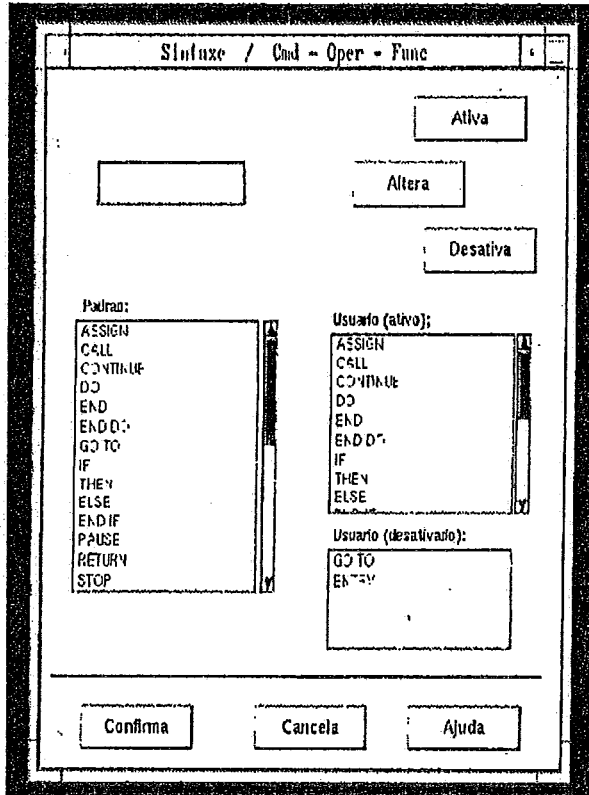 Sintaxe / Cmd - Oper - Func
Ativa
Altera
Desativa
Padrao:
ASSIGN
CALL
CONTINUE
DO
END
END DO
GO TO
IF
THEN
ELSE
END IF
PAUSE
RETURN
STOP
Usuario (ativo):
ASSIGN
CALL
CONTINUE
DO
END
END DO
IF
THEN
ELSE
Usuario (desativado):
GO TO
ENTRY
Confirma
Cancela
Ajuda